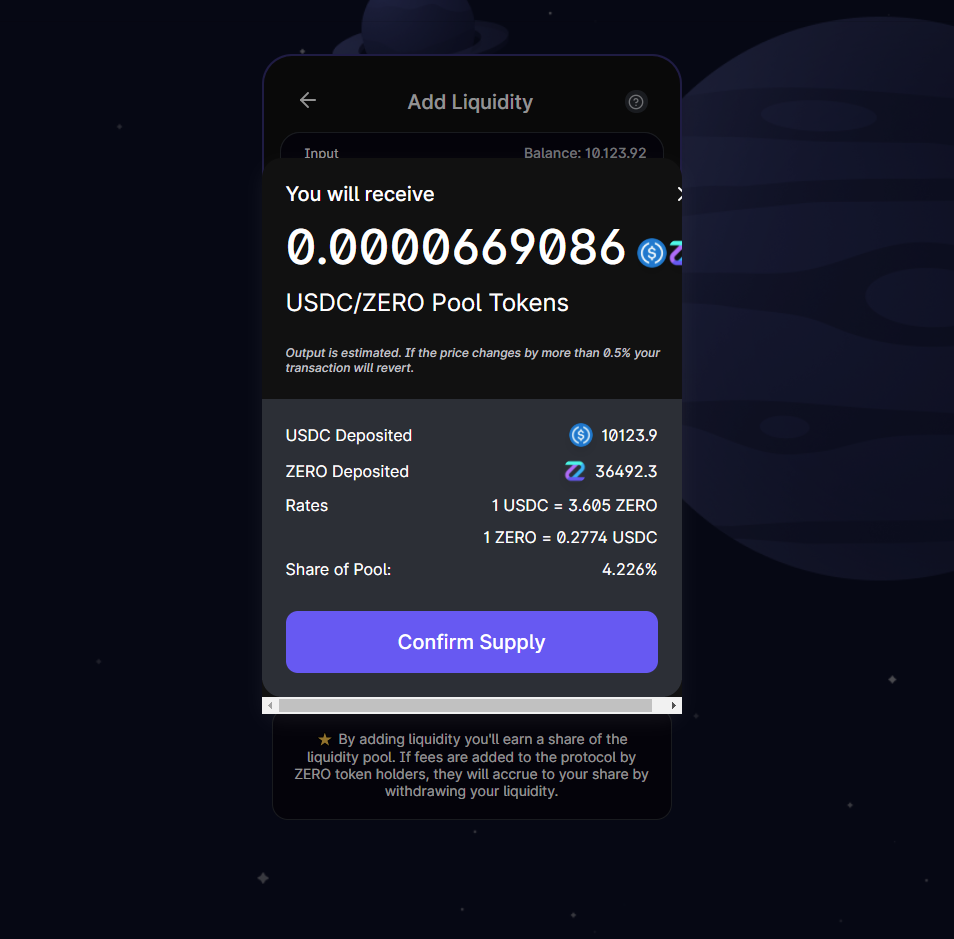 Add Liquidity
Input Balance: 10,123.92
You will receive
0.0000669086
USDC/ZERO Pool Tokens
Output is estimated. If the price changes by more than 0.5% your
transaction will revert.
USDC Deposited 10123.9
ZERO Deposited 36492.3
Rates 1 USDC = 3.605 ZERO
1 ZERO = 0.2774 USDC
Share of Pool: 4.226%
Confirm Supply
By adding liquidity you'll earn a share of the
liquidity pool. If fees are added to the protocol by
ZERO token holders, they will accrue to your share by
withdrawing your liquidity.